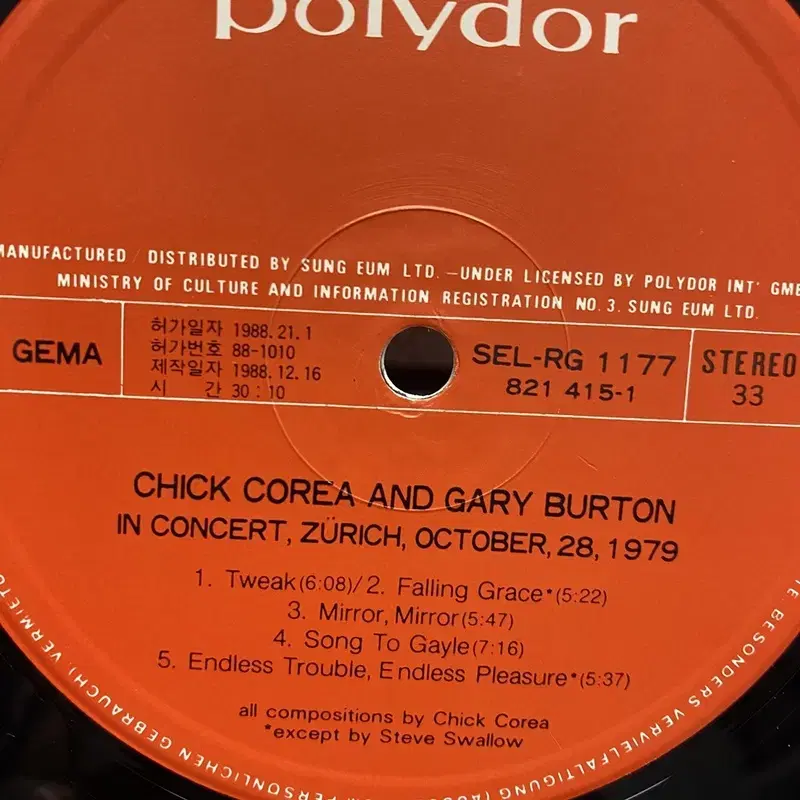 polydor
MANUFACTURED DISTRIBUTED BY SUNG EUM LTD. —UNDER LICENSED BY POLYDOR INT' GMB
MINISTRY OF CULTURE AND INFORMATION REGISTRATION NO. 3. SUNG EUM LTD.
GEMA
허가일자 1988.21.1
허가번호 88-1010
제작일자 1988.12.16
시 간 30:10
SEL-RG 1177
821 415-1
STEREO
33
CHICK COREA AND GARY BURTON
IN CONCERT, ZÜRICH, OCTOBER, 28, 1979
1. Tweak(6:08)/2. Falling Grace*(5:22)
3. Mirror, Mirror(5:47)
4. Song To Gayle(7:16)
5. Endless Trouble, Endless Pleasure*(5:37)
all compositions by Chick Corea
*except by Steve Swallow
BESONDERS VERVIELFÄLTIGUNG
PERSÖNLICHEN GEBRAUCH) VERMIETU